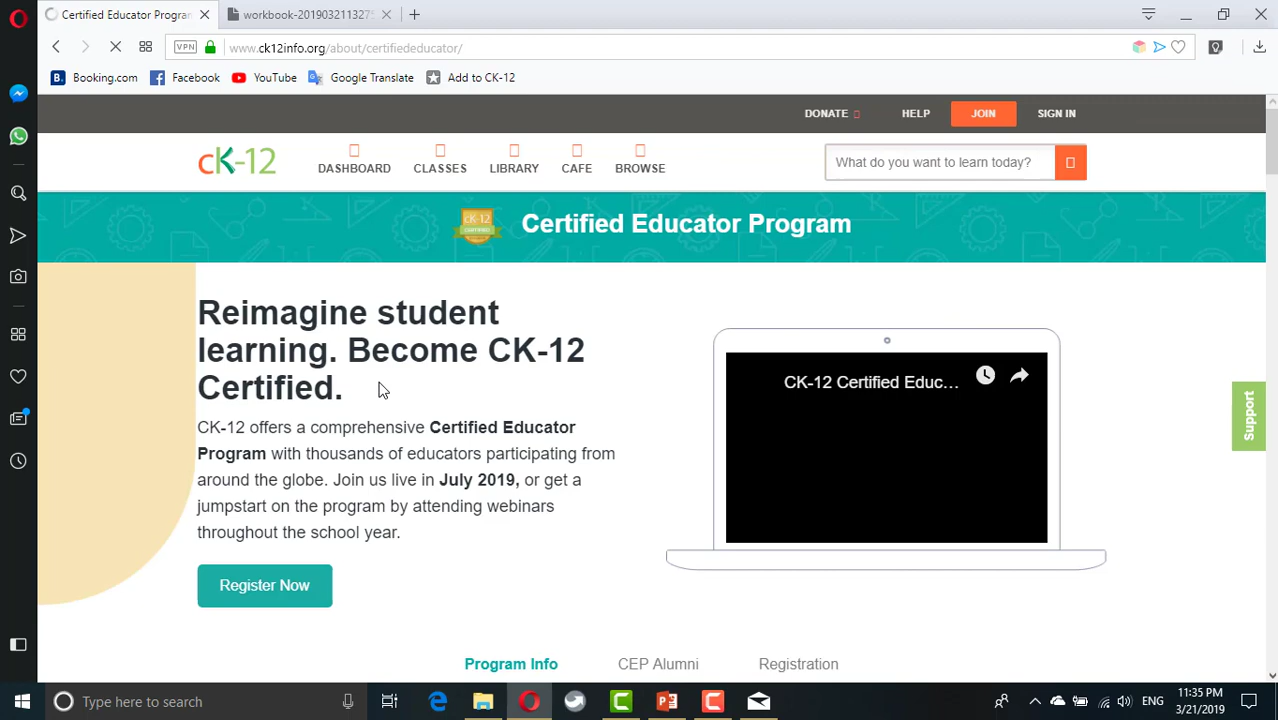 Certified Educator Program
workbook-2019032113275
VPN
www.ck12info.org/about/certifiededucator/
B. Booking.com
Facebook
YouTube
Google Translate
Add to CK-12
DONATE
HELP
JOIN
SIGN IN
cK-12
DASHBOARD
CLASSES
LIBRARY
CAFE
BROWSE
What do you want to learn today?
cK-12
CERTIFIED
Certified Educator Program
Reimagine student
learning. Become CK-12
Certified.
CK-12 offers a comprehensive Certified Educator
Program with thousands of educators participating from
around the globe. Join us live in July 2019, or get a
jumpstart on the program by attending webinars
throughout the school year.
Register Now
CK-12 Certified Educ...
Support
Program Info
CEP Alumni
Registration
Type here to search
ENG
11:35 PM
3/21/2019